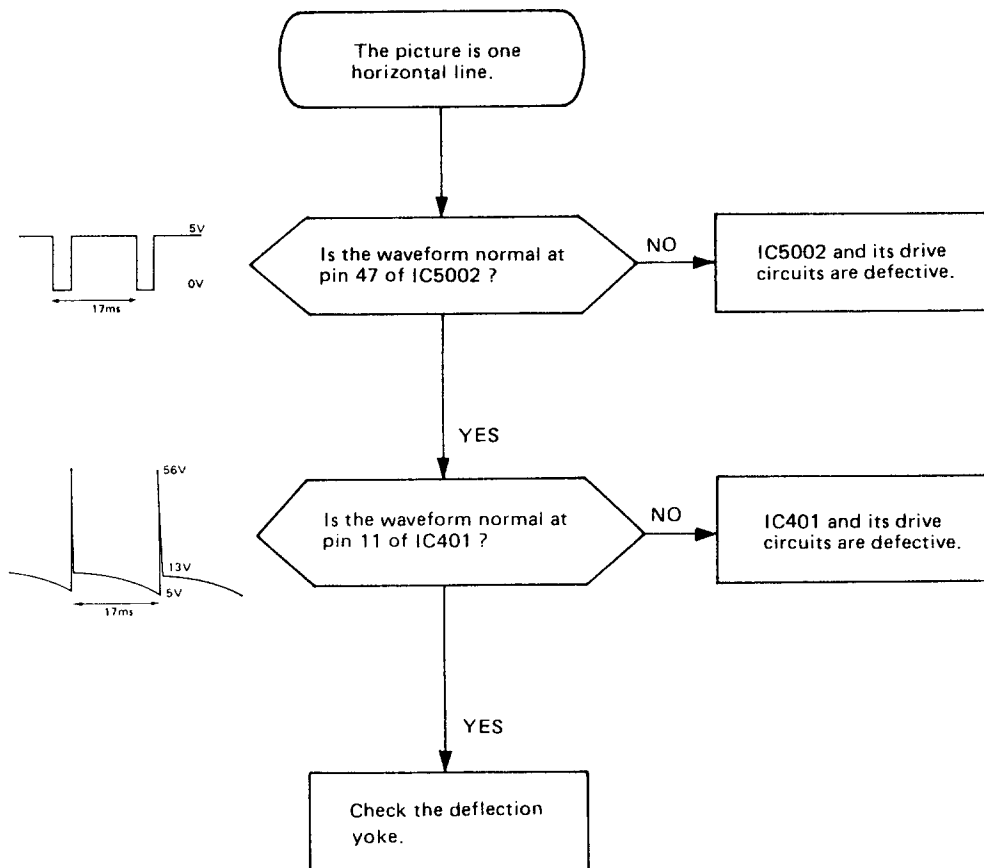 The picture is one
horizontal line.
5V
0V
17ms
Is the waveform normal at
pin 47 of IC5002 ?
NO
IC5002 and its drive
circuits are defective.
YES
56V
13V
5V
17ms
Is the waveform normal at
pin 11 of IC401 ?
NO
IC401 and its drive
circuits are defective.
YES
Check the deflection
yoke.